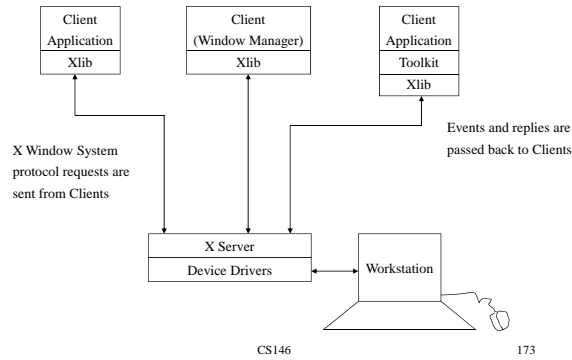 Client
Application
Xlib
Client
(Window Manager)
Xlib
Client
Application
Toolkit
Xlib
X Window System
protocol requests are
sent from Clients
Events and replies are
passed back to Clients
X Server
Device Drivers
Workstation
CS146
173